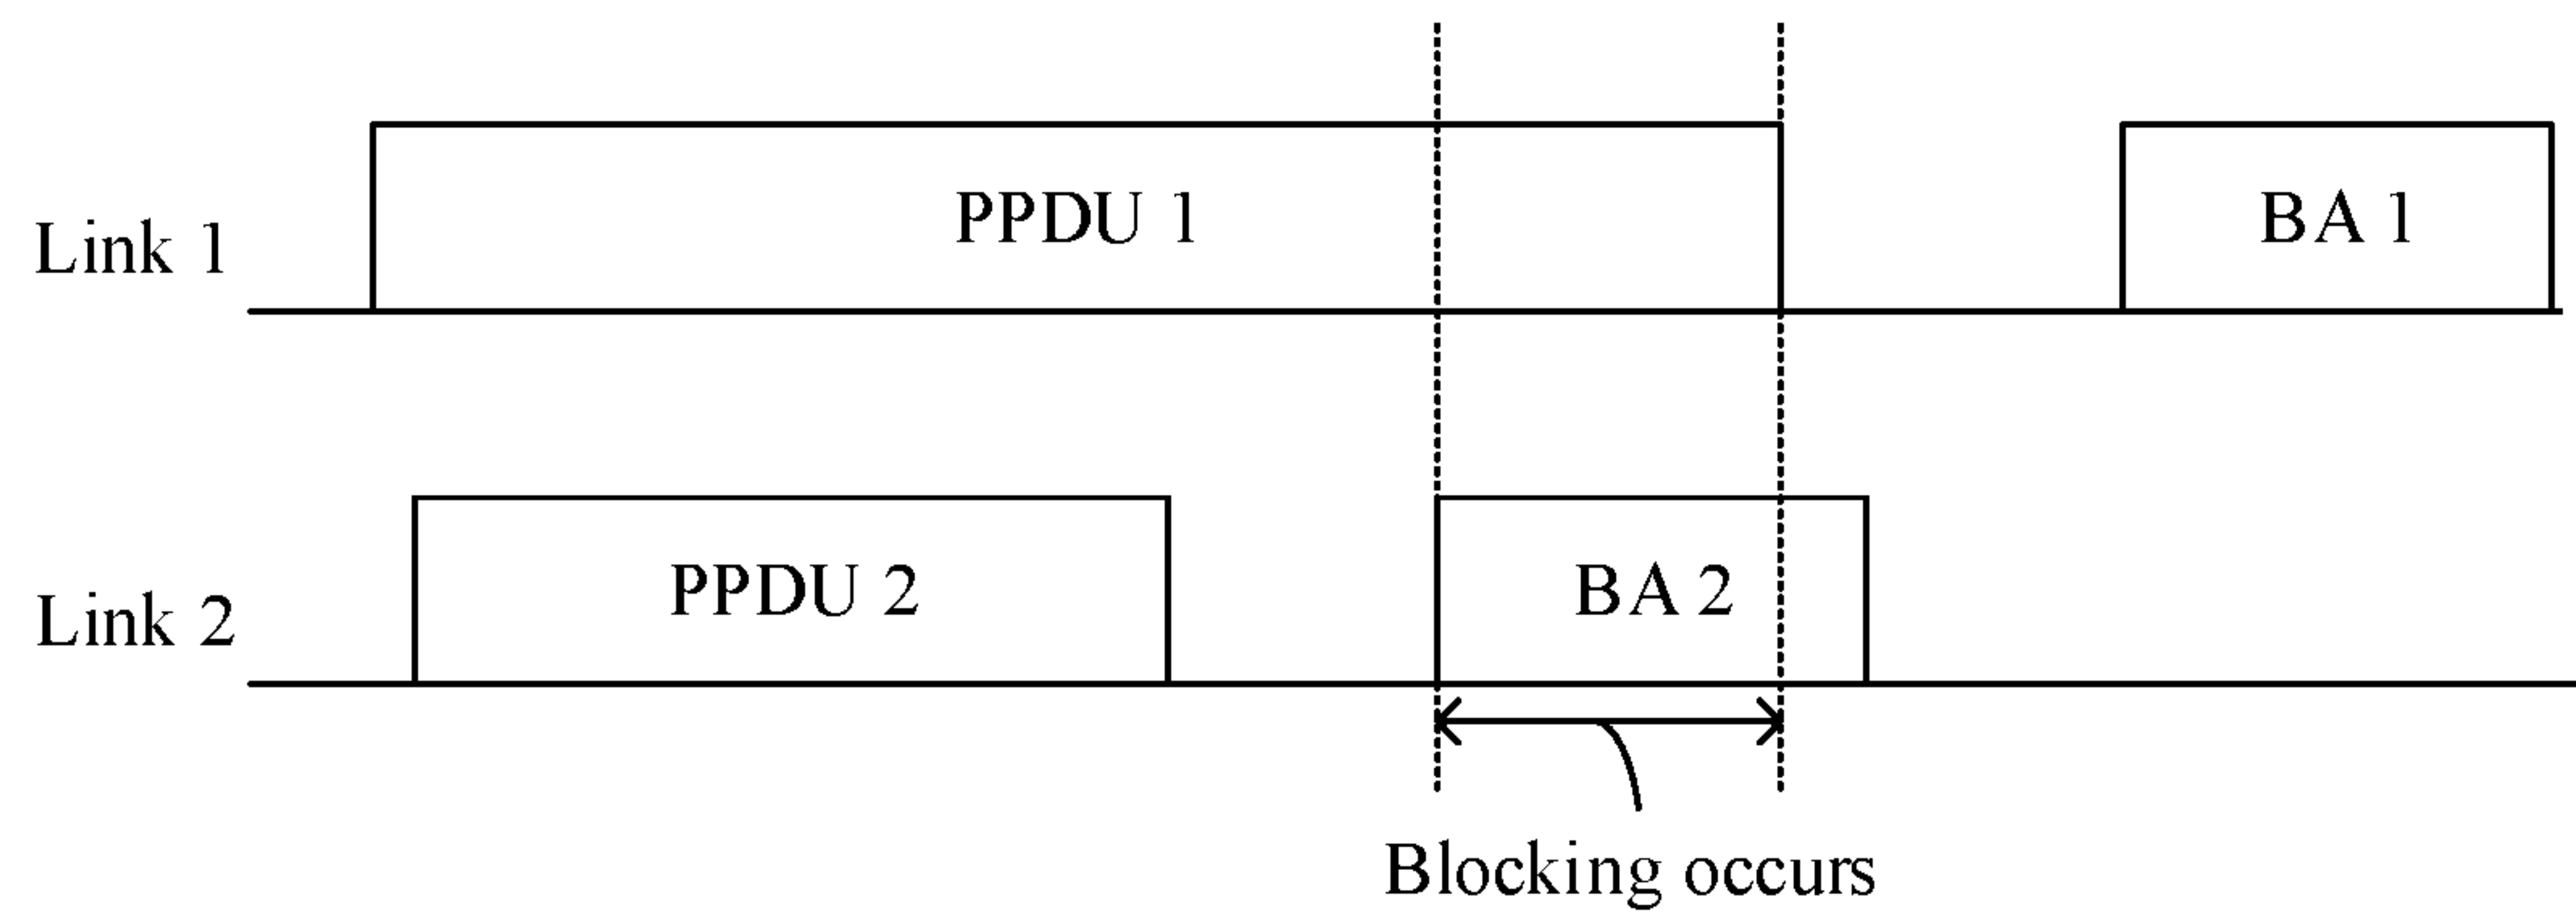 PPDU 1
BA 1
Link 1
PPDU 2
BA 2
Link 2
Blocking occurs